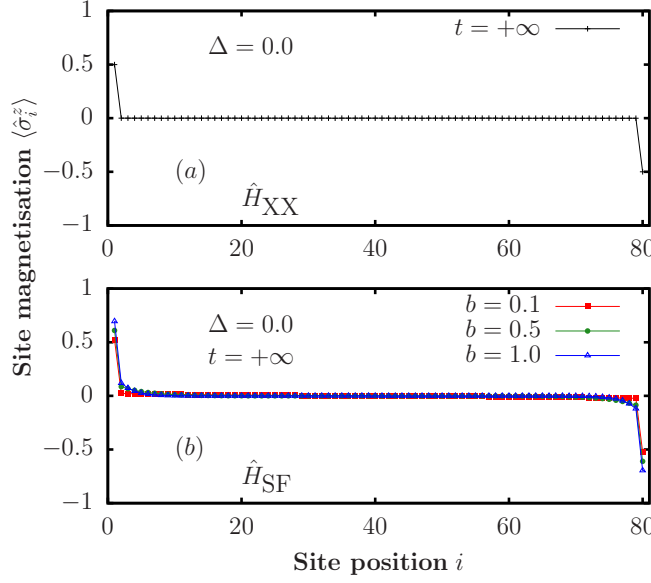 1
0.5
0
−0.5
−1
Δ = 0.0
t = +∞
(a)
Ĥ_XX
0 20 40 60 80
Site magnetisation ⟨σ̂_i^z⟩
1
0.5
0
−0.5
−1
Δ = 0.0
t = +∞
b = 0.1
b = 0.5
b = 1.0
(b)
Ĥ_SF
0 20 40 60 80
Site position i